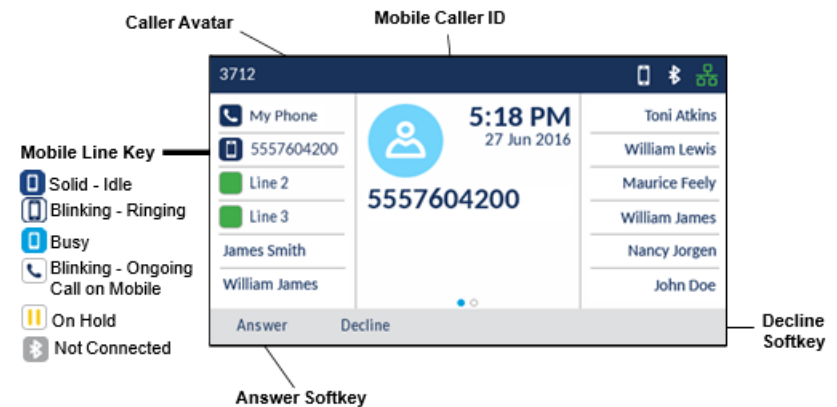 Caller Avatar
Mobile Caller ID
3712
My Phone
5557604200
Line 2
Line 3
James Smith
William James
5:18 PM
27 Jun 2016
5557604200
Toni Atkins
William Lewis
Maurice Feely
William James
Nancy Jorgen
John Doe
Answer
Decline
Mobile Line Key
Solid - Idle
Blinking - Ringing
Busy
Blinking - Ongoing
Call on Mobile
On Hold
Not Connected
Decline
Softkey
Answer Softkey